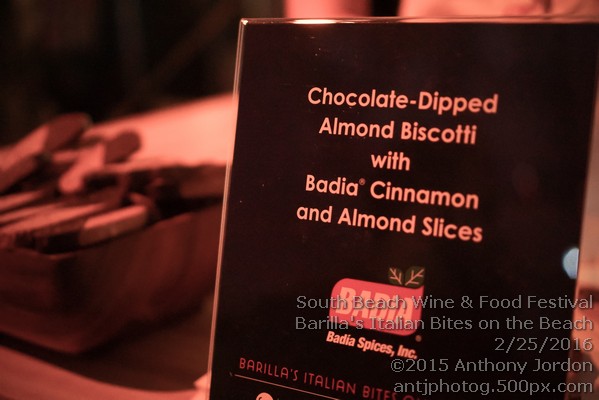 Chocolate-Dipped
Almond Biscotti
with
Badia® Cinnamon
and Almond Slices
BADIA
®
Badia Spices, Inc.
BARILLA'S ITALIAN BITES
South Beach Wine & Food Festival
Barilla's Italian Bites on the Beach
2/25/2016
©2015 Anthony Jordon
antjphotog.500px.com